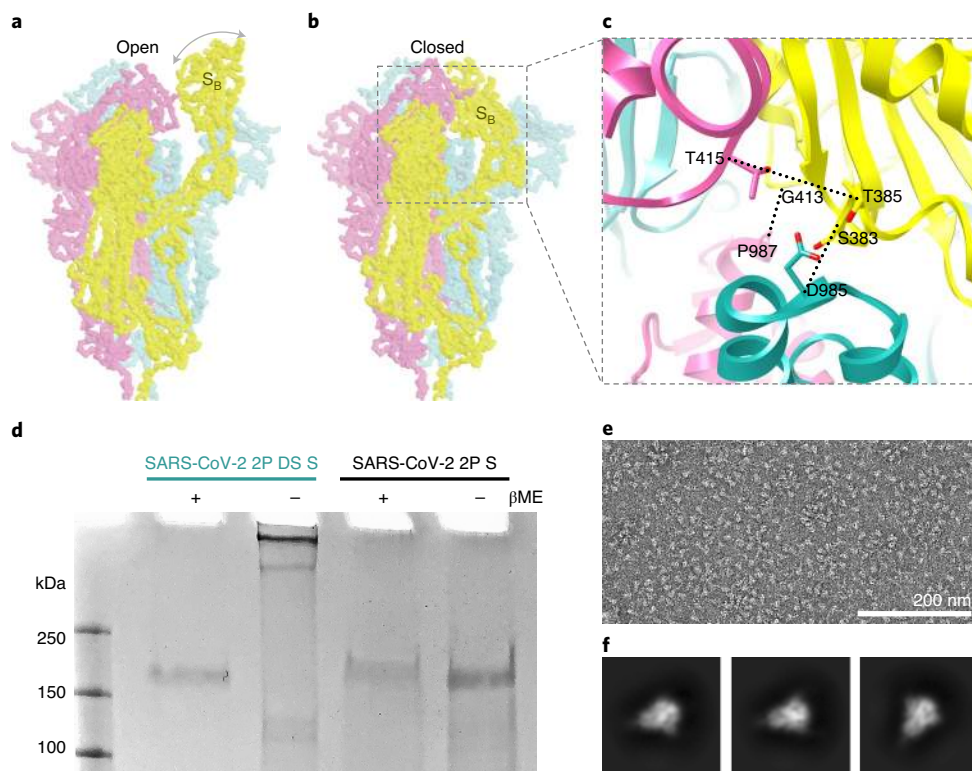 a
b
c
Open
Closed
S_B
S_B
T415
G413
T385
P987
S383
D985
d
e
SARS-CoV-2 2P DS S
SARS-CoV-2 2P S
+
–
+
–
βME
kDa
250
150
100
200 nm
f